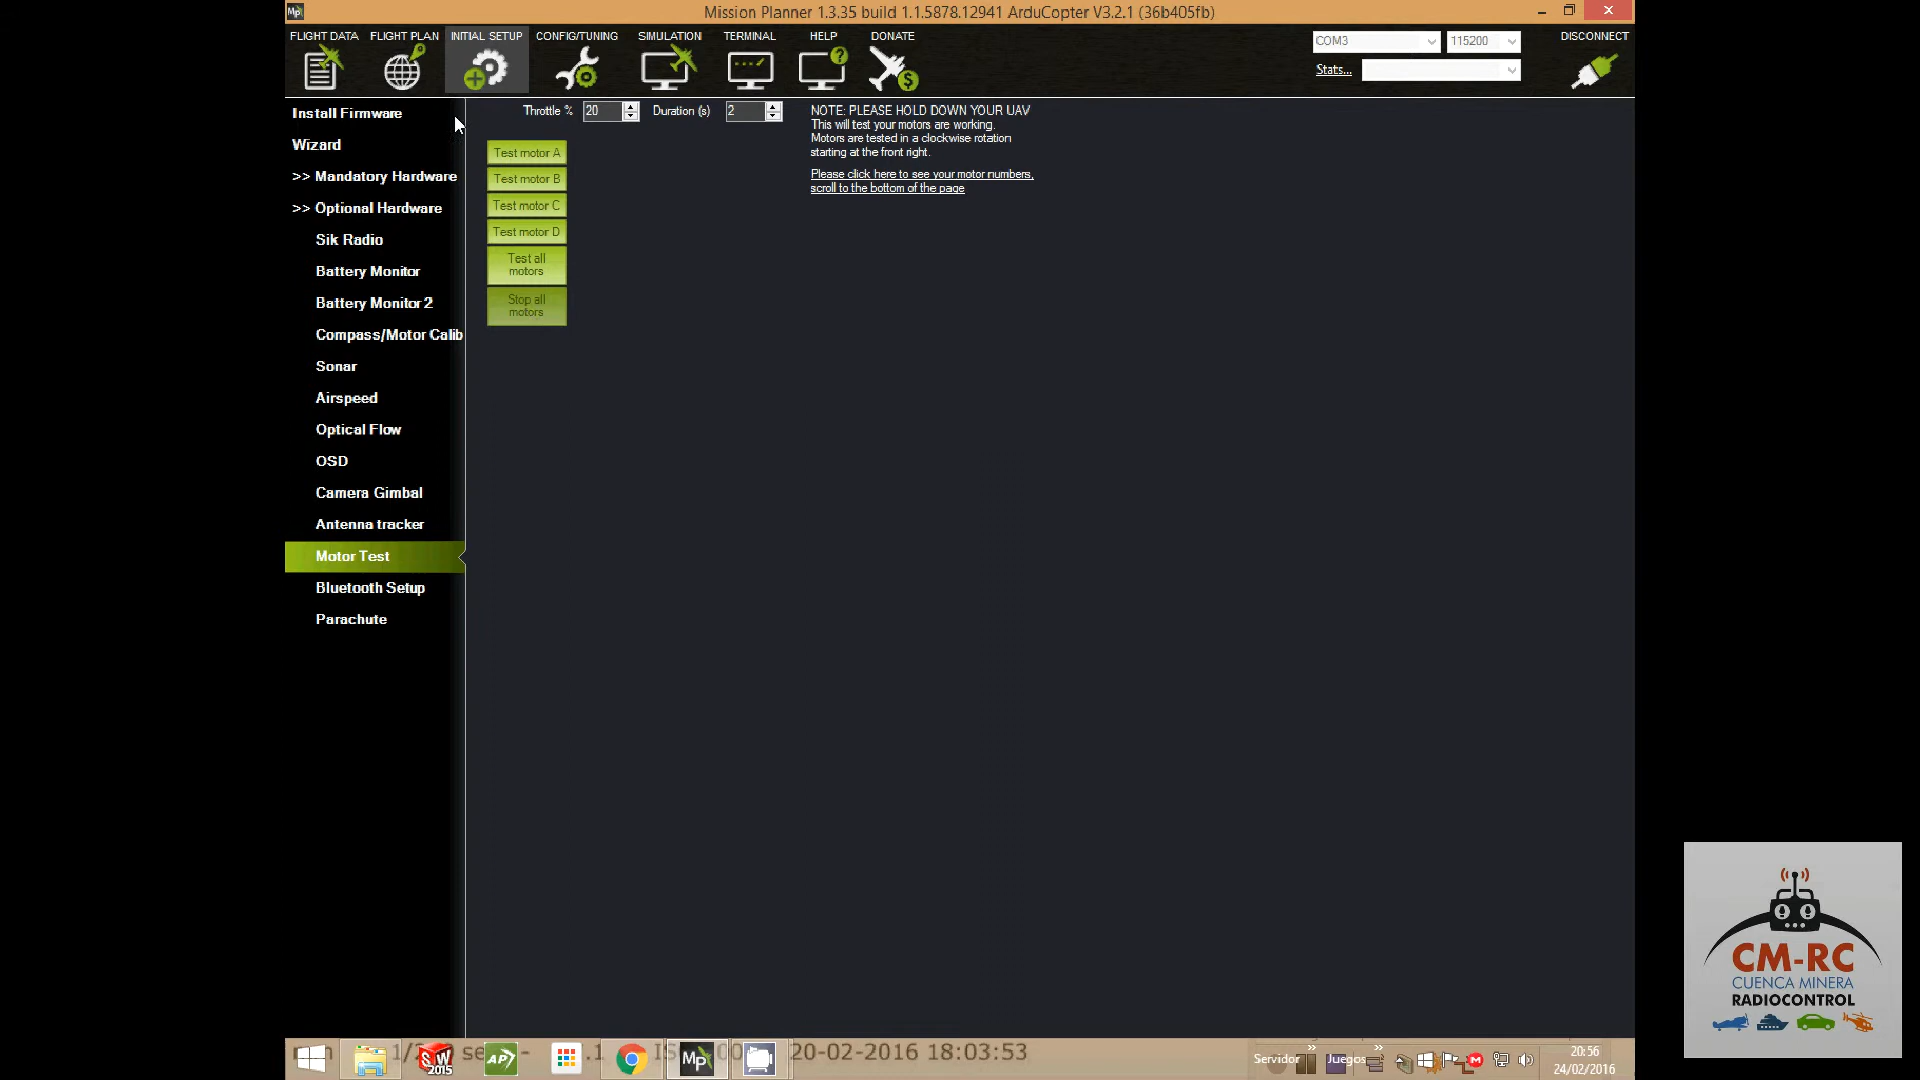 Mission Planner 1.3.35 build 1.1.5878.12941 ArduCopter V3.2.1 (36b405fb)
FLIGHT DATA FLIGHT PLAN INITIAL SETUP CONFIG/TUNING SIMULATION TERMINAL HELP DONATE
COM3 115200 DISCONNECT
Stats...
Install Firmware
Wizard
>> Mandatory Hardware
>> Optional Hardware
Sik Radio
Battery Monitor
Battery Monitor 2
Compass/Motor Calib
Sonar
Airspeed
Optical Flow
OSD
Camera Gimbal
Antenna tracker
Motor Test
Bluetooth Setup
Parachute
Throttle % 20 Duration (s) 2
Test motor A
Test motor B
Test motor C
Test motor D
Test all
motors
Stop all
motors
NOTE: PLEASE HOLD DOWN YOUR UAV
This will test your motors are working.
Motors are tested in a clockwise rotation
starting at the front right.
Please click here to see your motor numbers,
scroll to the bottom of the page
CM-RC
CUENCA MINERA
RADIOCONTROL
20-02-2016 18:03:53
Servidor Juegos
20:56
24/02/2016